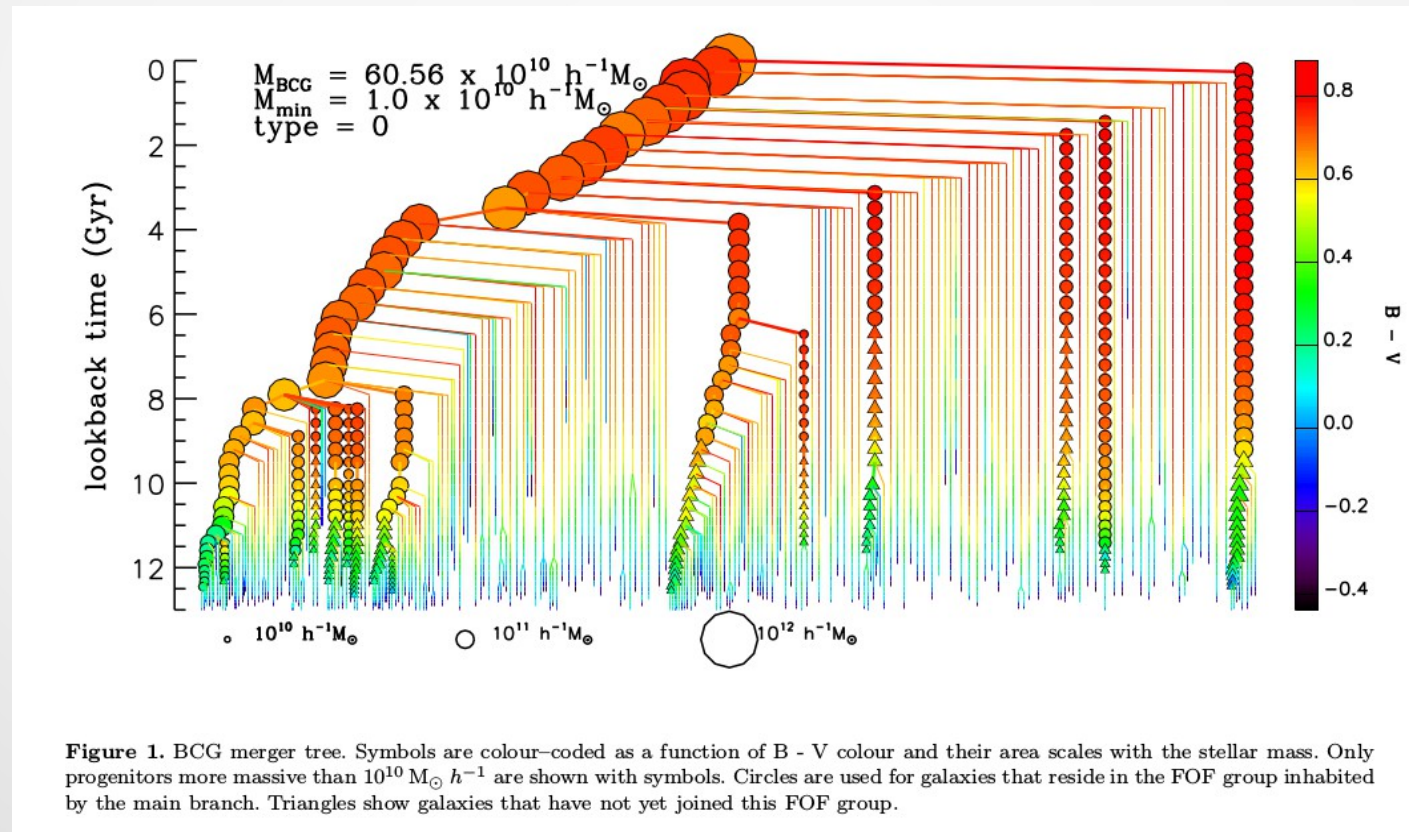 M_BCG = 60.56 x 10^10 h^−1 M_⊙
M_min = 1.0 x 10^10 h^−1 M_⊙
type = 0
0
2
4
6
8
10
12
lookback time (Gyr)
0.8
0.6
0.4
0.2
0.0
−0.2
−0.4
B − V
10^10 h^−1 M_⊙
10^11 h^−1 M_⊙
10^12 h^−1 M_⊙
Figure 1. BCG merger tree. Symbols are colour–coded as a function of B - V colour and their area scales with the stellar mass. Only
progenitors more massive than 10^10 M_⊙ h^−1 are shown with symbols. Circles are used for galaxies that reside in the FOF group inhabited
by the main branch. Triangles show galaxies that have not yet joined this FOF group.